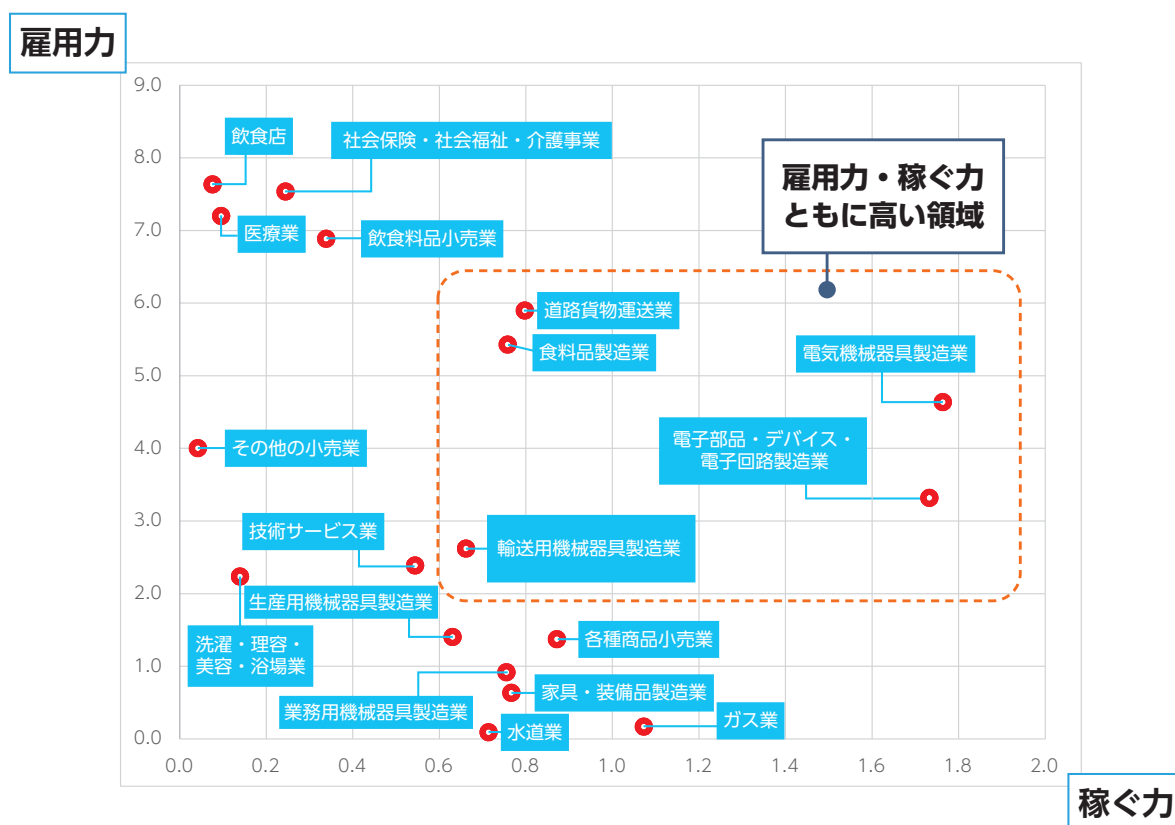 雇用力
9.0
8.0
7.0
6.0
5.0
4.0
3.0
2.0
1.0
0.0
飲食店
社会保険・社会福祉・介護事業
医療業
飲食料品小売業
雇用力・稼ぐ力
ともに高い領域
道路貨物運送業
食料品製造業
電気機械器具製造業
その他の小売業
電子部品・デバイス・
電子回路製造業
技術サービス業
輸送用機械器具製造業
生産用機械器具製造業
洗濯・理容・
美容・浴場業
各種商品小売業
業務用機械器具製造業
家具・装備品製造業
水道業
ガス業
0.0 0.2 0.4 0.6 0.8 1.0 1.2 1.4 1.6 1.8 2.0
稼ぐ力